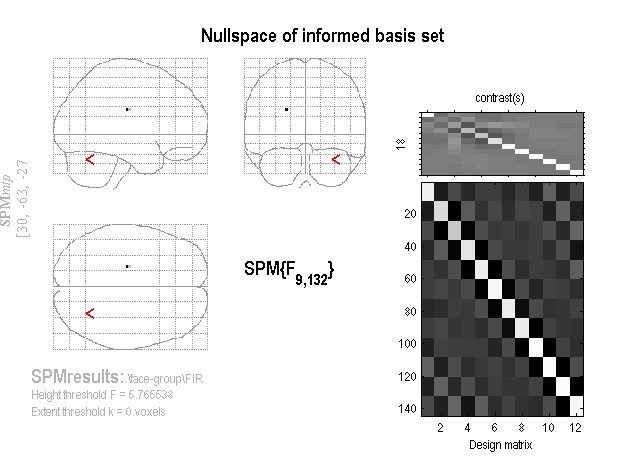 Nullspace of informed basis set
SPMmip
[30, -63, -27]
<
<
<
SPM{F9,132}
SPMresults: .\face-group\FIR
Height threshold F = 5.765538
Extent threshold k = 0 voxels
contrast(s)
18
20
40
60
80
100
120
140
2 4 6 8 10 12
Design matrix